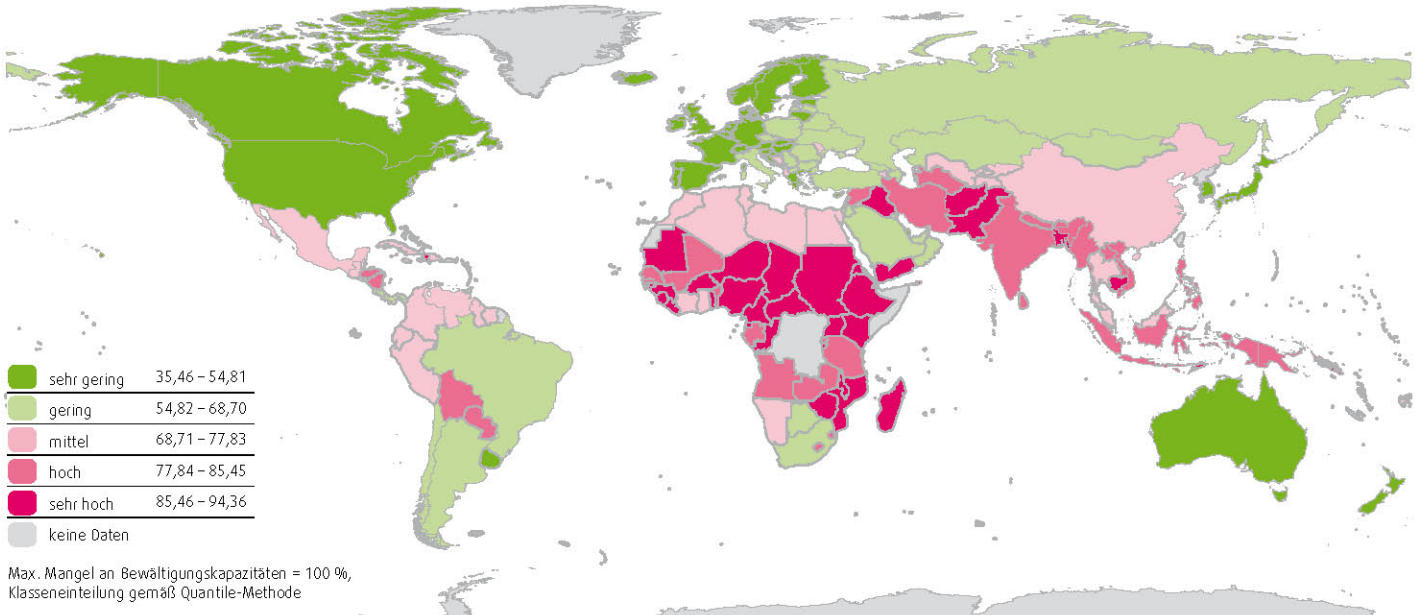 sehr gering 35,46 – 54,81
gering 54,82 – 68,70
mittel 68,71 – 77,83
hoch 77,84 – 85,45
sehr hoch 85,46 – 94,36
keine Daten
Max. Mangel an Bewältigungskapazitäten = 100 %,
Klasseneinteilung gemäß Quantile-Methode